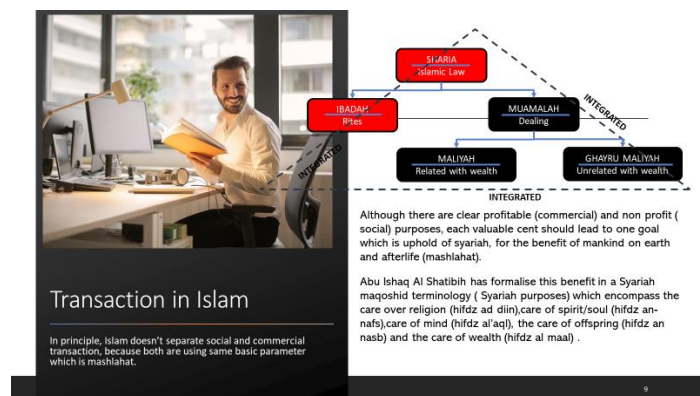 SHARIA
Islamic Law
IBADAH
Rites
MUAMALAH
Dealing
INTEGRATED
INTEGRATED
MALIYAH
Related with wealth
GHAYRU MALIYAH
Unrelated with wealth
INTEGRATED
Although there are clear profitable (commercial) and non profit (
social) purposes, each valuable cent should lead to one goal
which is uphold of syariah, for the benefit of mankind on earth
and afterlife (mashlahat).
Abu Ishaq Al Shatibih has formalise this benefit in a Syariah
maqoshid terminology ( Syariah purposes) which encompass the
care over religion (hifdz ad diin),care of spirit/soul (hifdz an-
nafs),care of mind (hifdz al'aql), the care of offspring (hifdz an
nasb) and the care of wealth (hifdz al maal) .
Transaction in Islam
In principle, Islam doesn't separate social and commercial
transaction, because both are using same basic parameter
which is mashlahat.
9